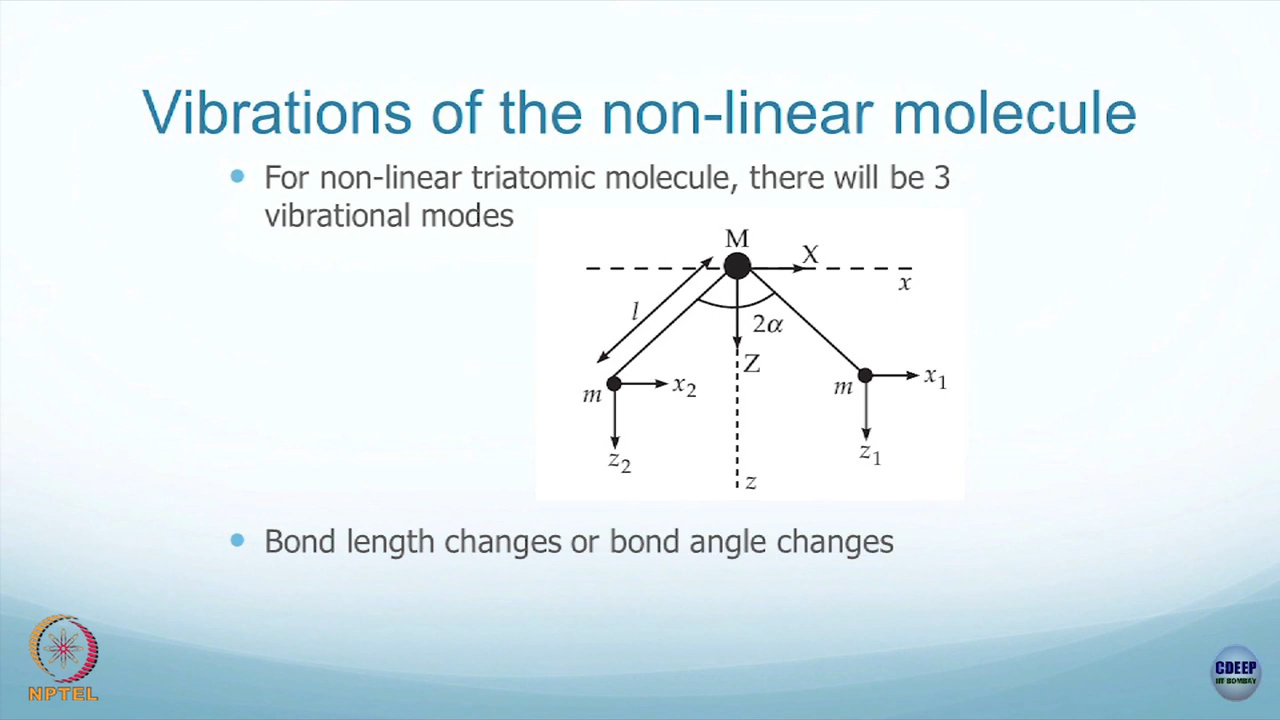 Vibrations of the non-linear molecule
• For non-linear triatomic molecule, there will be 3
vibrational modes
M
X
x
l
2α
Z
m
x₂
m
x₁
z₂
z₁
z
• Bond length changes or bond angle changes
NPTEL
CDEEP
IIT BOMBAY